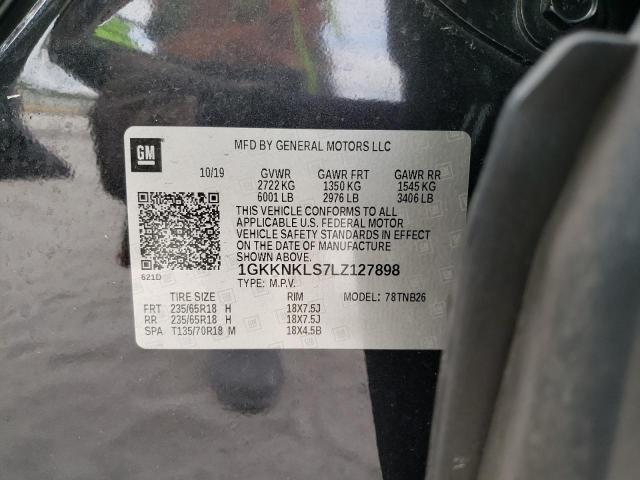 GM
MFD BY GENERAL MOTORS LLC
10/19 GVWR GAWR FRT GAWR RR
2722 KG 1350 KG 1545 KG
6001 LB 2976 LB 3406 LB
THIS VEHICLE CONFORMS TO ALL
APPLICABLE U.S. FEDERAL MOTOR
VEHICLE SAFETY STANDARDS IN EFFECT
ON THE DATE OF MANUFACTURE
SHOWN ABOVE.
621D 1GKKNKLS7LZ127898
TYPE: M.P.V.
TIRE SIZE RIM MODEL: 78TNB26
FRT 235/65R18 H 18X7.5J
RR 235/65R18 H 18X7.5J
SPA T135/70R18 M 18X4.5B